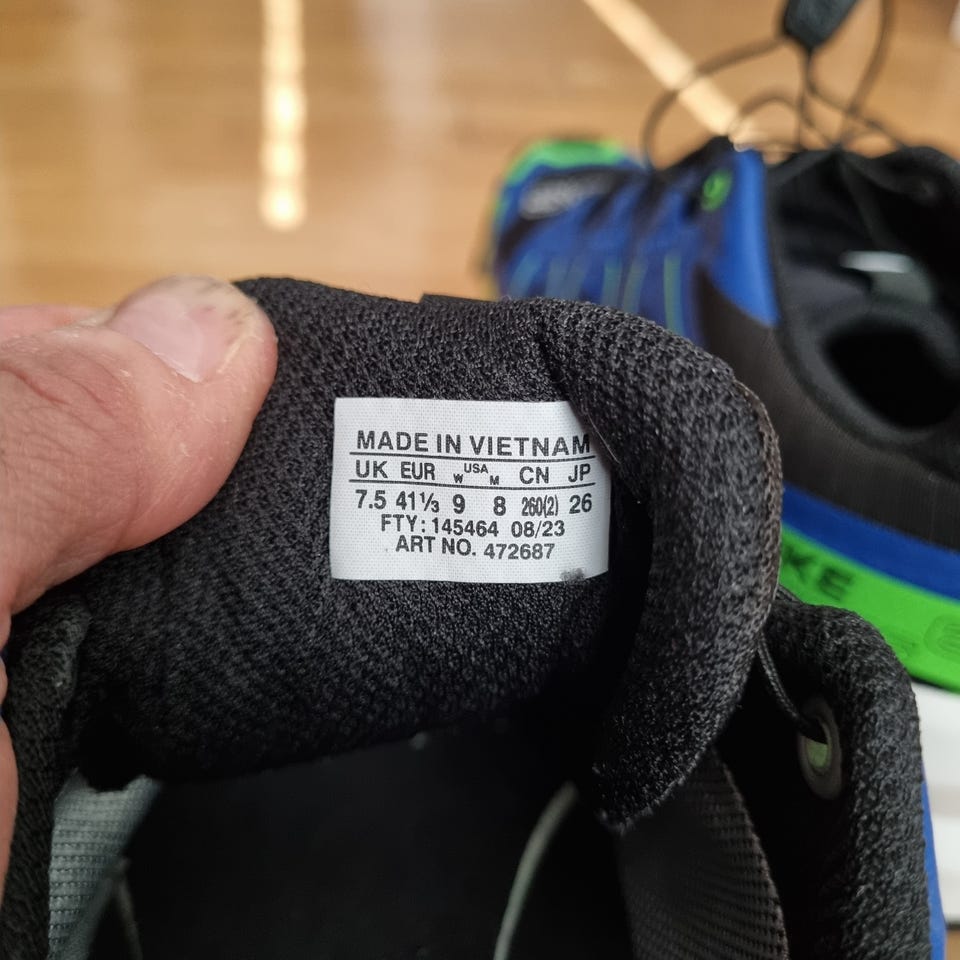 MADE IN VIETNAM
UK EUR W USA M CN JP
7.5 41⅓ 9 8 260(2) 26
FTY: 145464 08/23
ART NO. 472687
KE